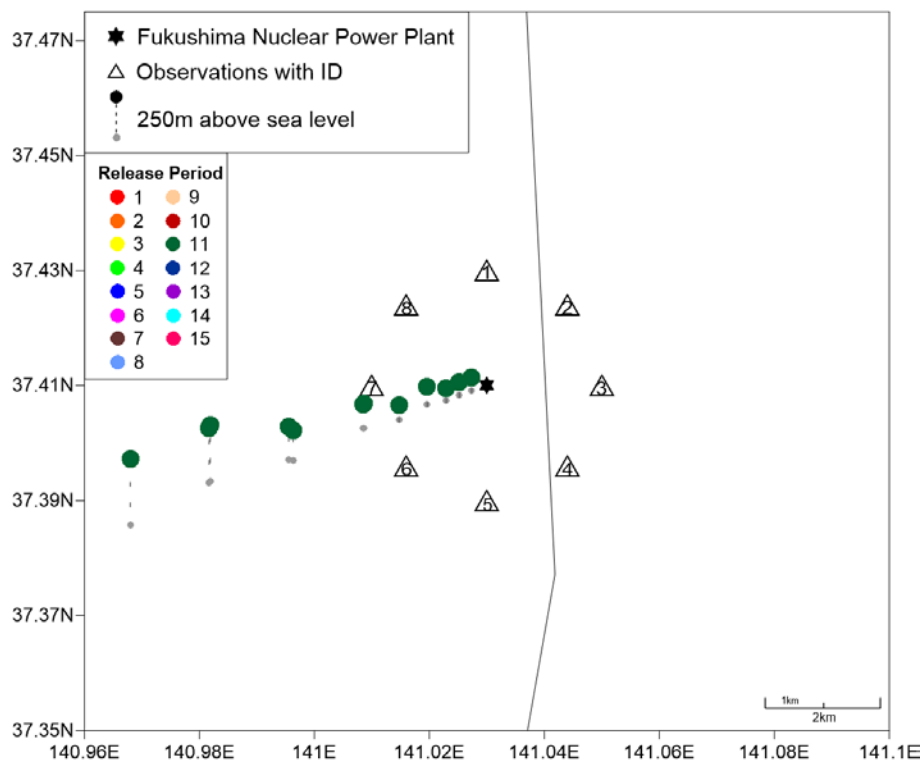 37.47N
Fukushima Nuclear Power Plant
Observations with ID
250m above sea level
37.45N
Release Period
1 9
2 10
3 11
4 12
5 13
6 14
7 15
8
37.43N
1
8 2
37.41N
7 3
6 4
37.39N
5
37.37N
1km
2km
37.35N
140.96E 140.98E 141E 141.02E 141.04E 141.06E 141.08E 141.1E